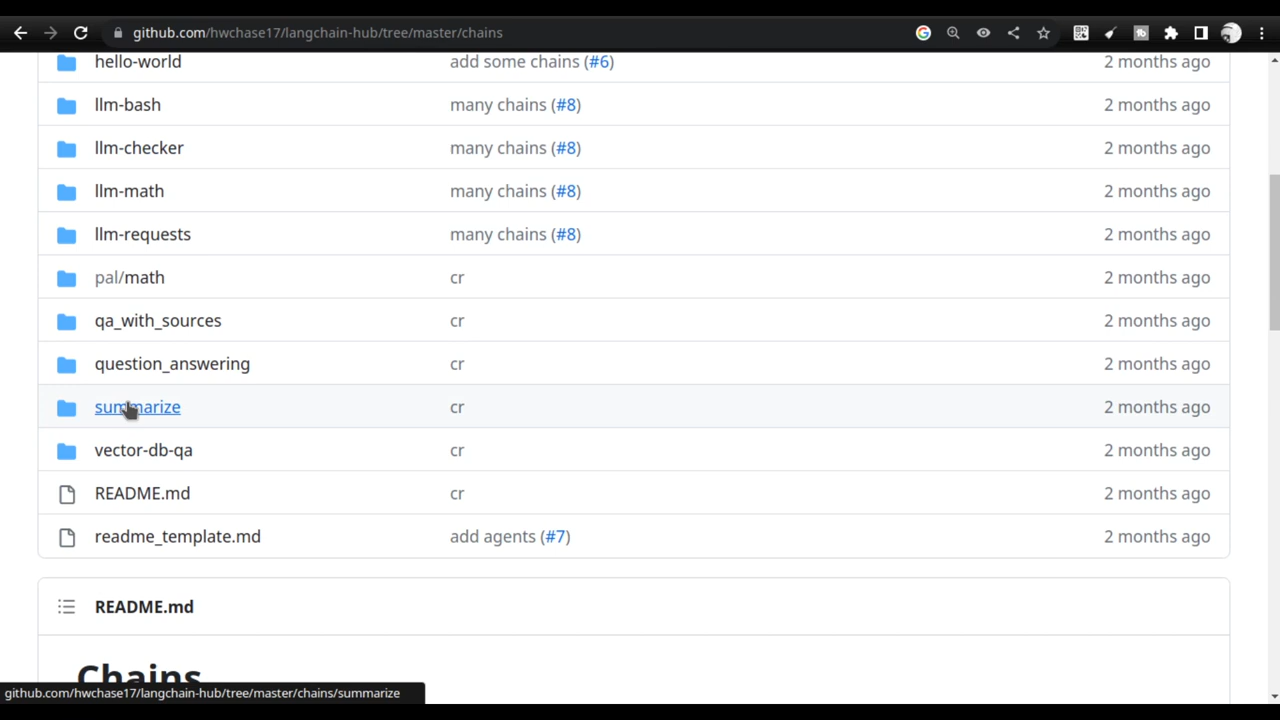 github.com/hwchase17/langchain-hub/tree/master/chains
hello-world add some chains (#6) 2 months ago
llm-bash many chains (#8) 2 months ago
llm-checker many chains (#8) 2 months ago
llm-math many chains (#8) 2 months ago
llm-requests many chains (#8) 2 months ago
pal/math cr 2 months ago
qa_with_sources cr 2 months ago
question_answering cr 2 months ago
summarize cr 2 months ago
vector-db-qa cr 2 months ago
README.md cr 2 months ago
readme_template.md add agents (#7) 2 months ago
README.md
Chains
github.com/hwchase17/langchain-hub/tree/master/chains/summarize